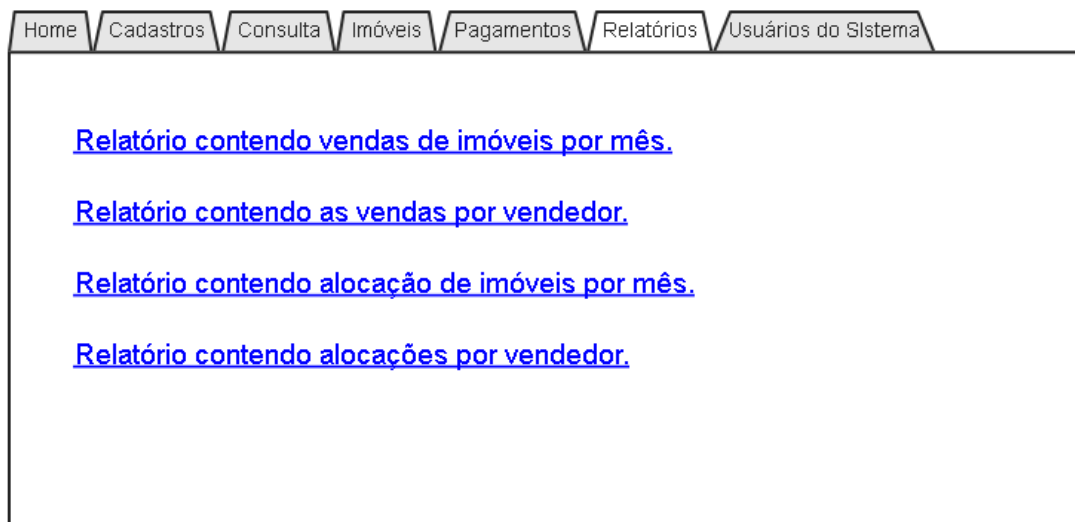 Home Cadastros Consulta Imóveis Pagamentos Relatórios Usuários do SIstema
Relatório contendo vendas de imóveis por mês.
Relatório contendo as vendas por vendedor.
Relatório contendo alocação de imóveis por mês.
Relatório contendo alocações por vendedor.